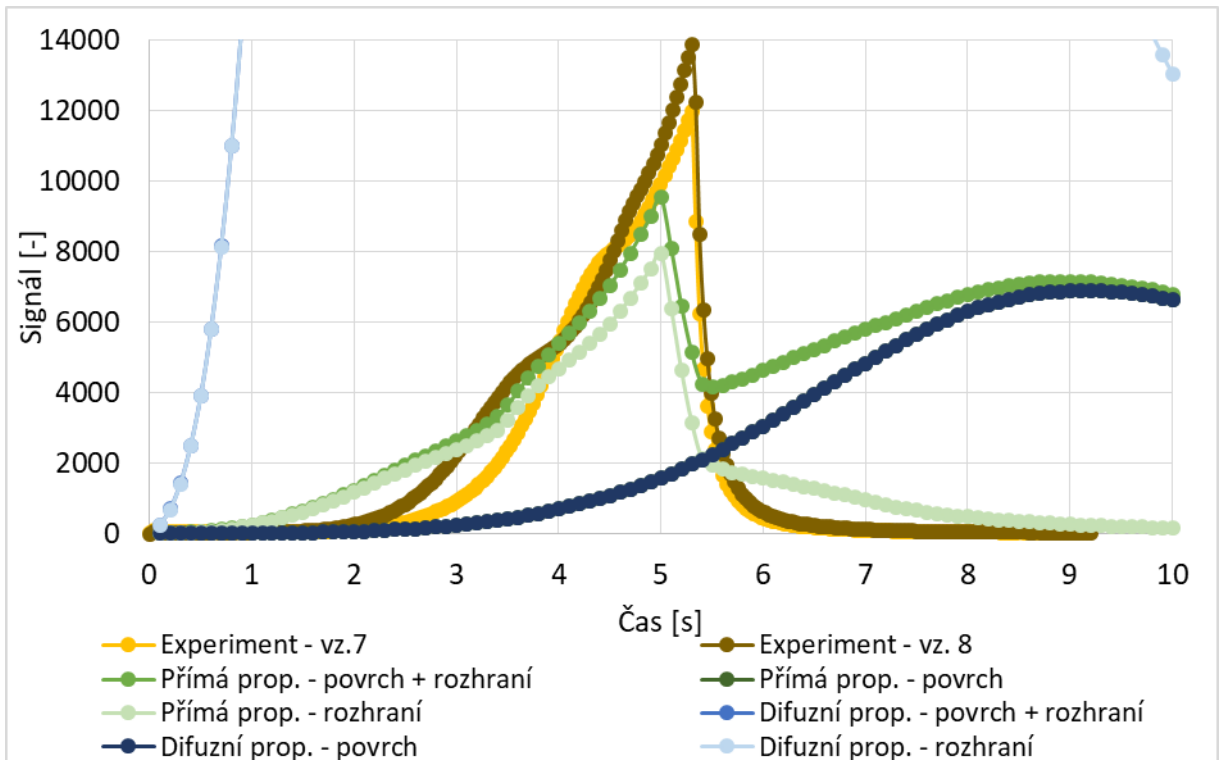 14000
12000
10000
8000
6000
4000
2000
0
Signál [-]
0 1 2 3 4 5 6 7 8 9 10
Čas [s]
Experiment - vz.7 Experiment - vz. 8
Přímá prop. - povrch + rozhraní Přímá prop. - povrch
Přímá prop. - rozhraní Difuzní prop. - povrch + rozhraní
Difuzní prop. - povrch Difuzní prop. - rozhraní